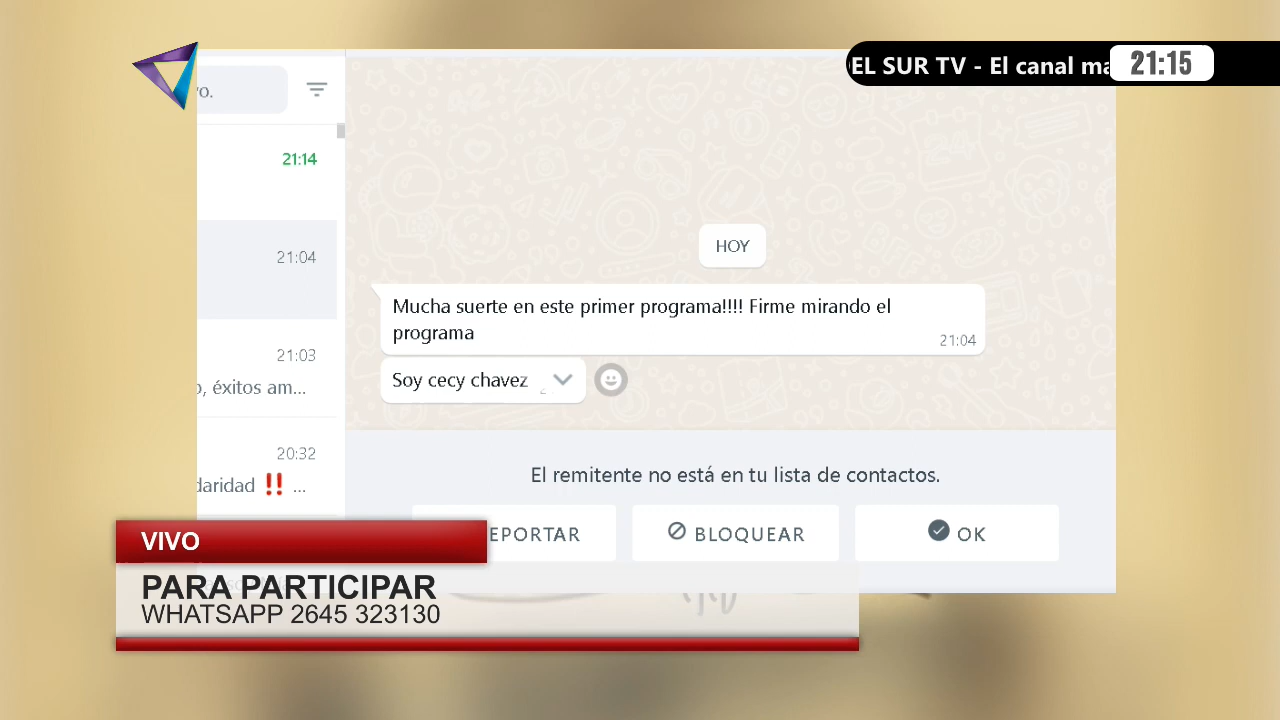 EL SUR TV - El canal
21:15
vo.
21:14
21:04
21:03
o, éxitos am...
20:32
daridad ‼️ ...
HOY
Mucha suerte en este primer programa!!!! Firme mirando el
programa
21:04
Soy cecy chavez
El remitente no está en tu lista de contactos.
EPORTAR
BLOQUEAR
OK
VIVO
PARA PARTICIPAR
WHATSAPP 2645 323130